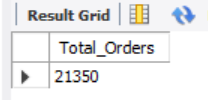 Result Grid
Total_Orders
21350